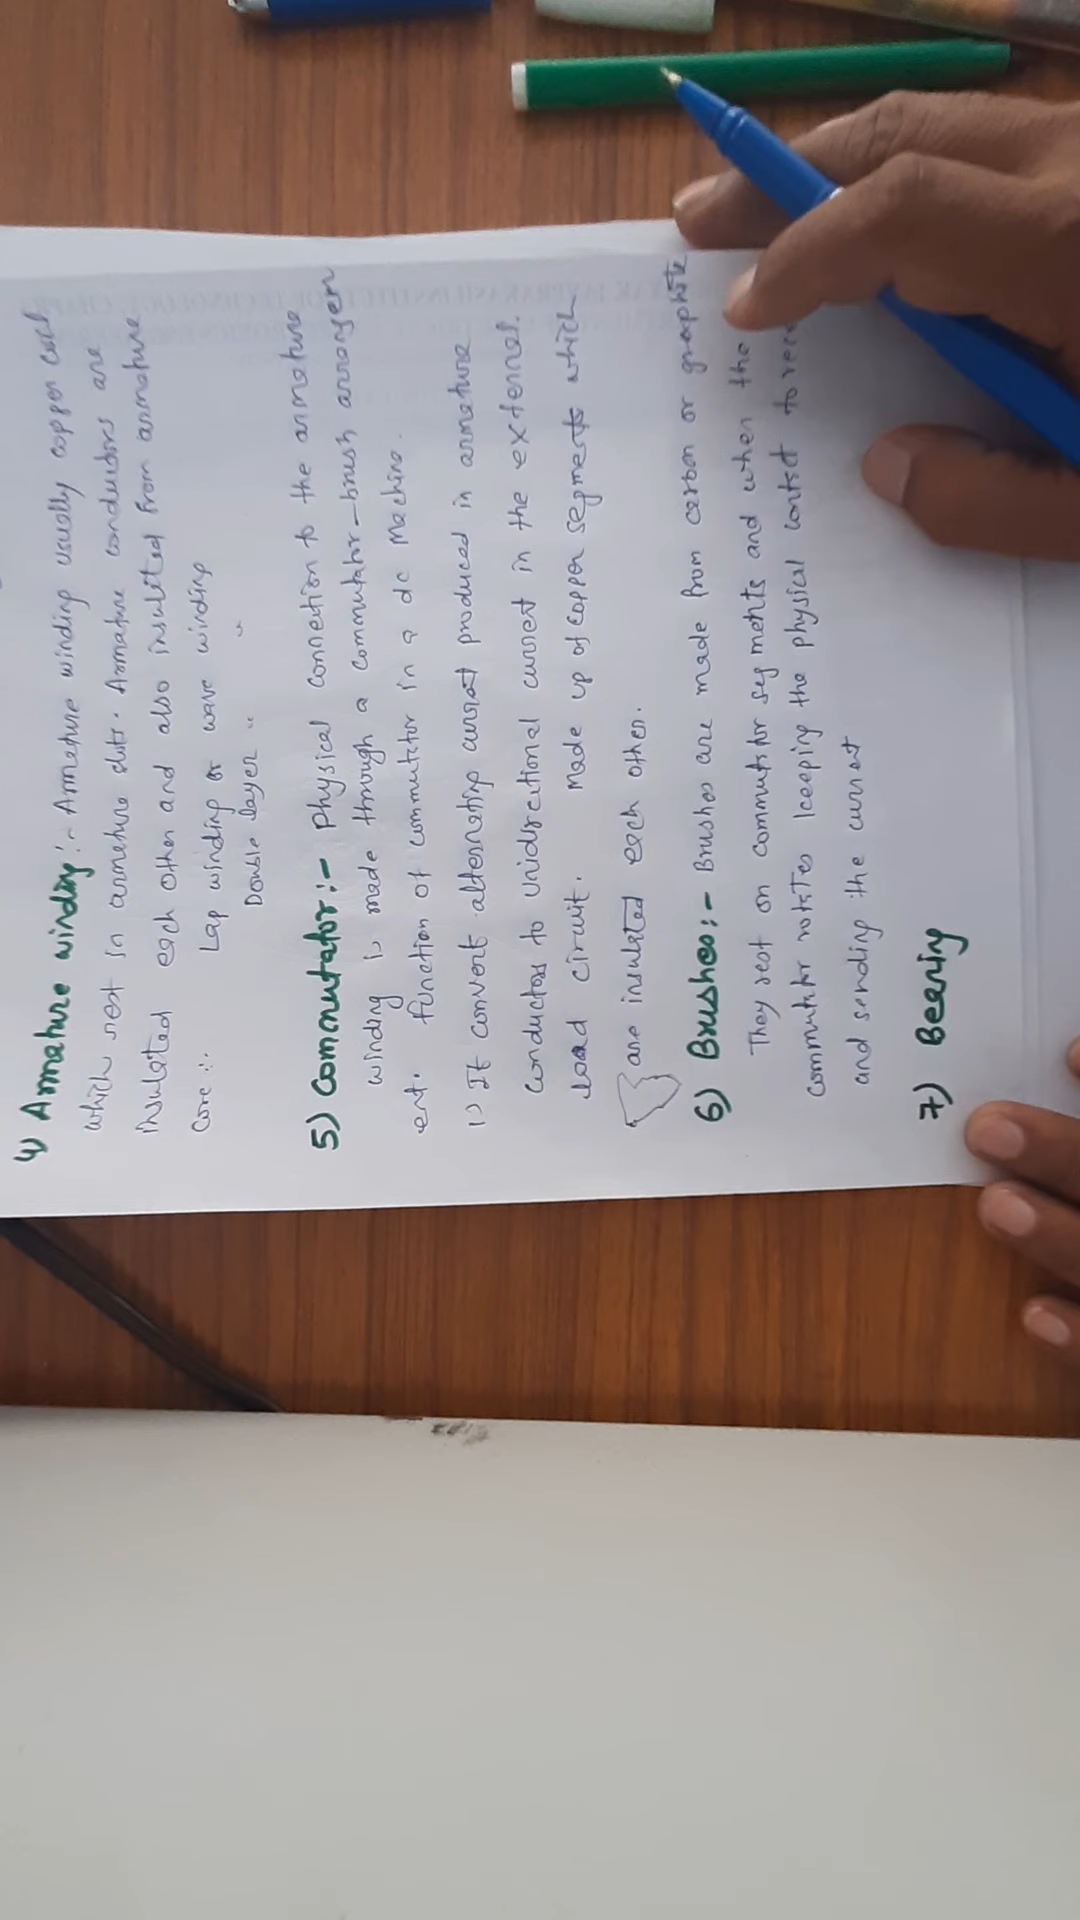 4) Armature winding :- Armature winding usually copper
which rest in armature slots. Armature conductors are
insulated each other and also insulated from armature
core :. Lap winding or wave winding
Double layer " "
5) Commutator :- Physical connection to the armature
winding is made through a commutator-brush arrangem
ent. function of commutator in a dc Machine.
1) It convert alternating current produced in armature
conductors to unidirectional current in the external
load circuit. Made up of copper segments which
are insulated each other.
6) Brushes :- Brushes are made from carbon or graphite
They rest on commutator segments and when the
commutator rotates keeping the physical contact to
and sending the current
7) Bearing